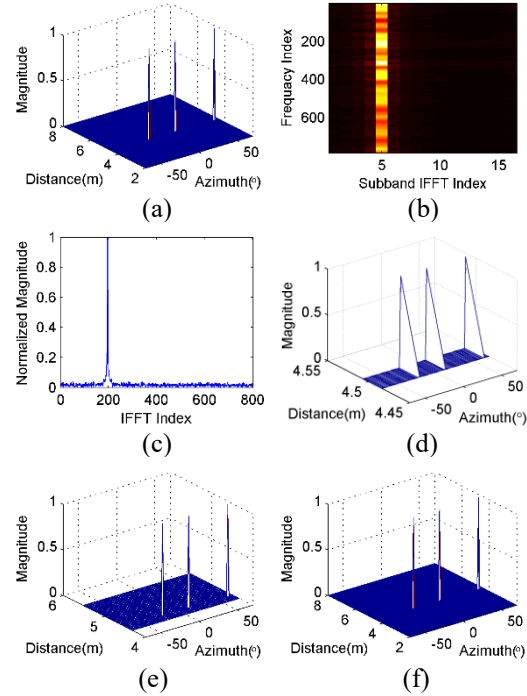 1
0.5
0
Magnitude
8
6
4
2
Distance(m)
-50
0
50
Azimuth(°)
(a)
200
400
600
Frequacy Index
5
10
15
Subband IFFT Index
(b)
1
0.8
0.6
0.4
0.2
0
Normalized Magnitude
0
200
400
600
800
IFFT Index
(c)
1
0.5
0
Magnitude
4.55
4.5
4.45
Distance(m)
-50
0
50
Azimuth(°)
(d)
1
0.5
0
Magnitude
6
5
4
Distance(m)
-50
0
50
Azimuth(°)
(e)
1
0.5
0
Magnitude
8
6
4
2
Distance(m)
-50
0
50
Azimuth(°)
(f)